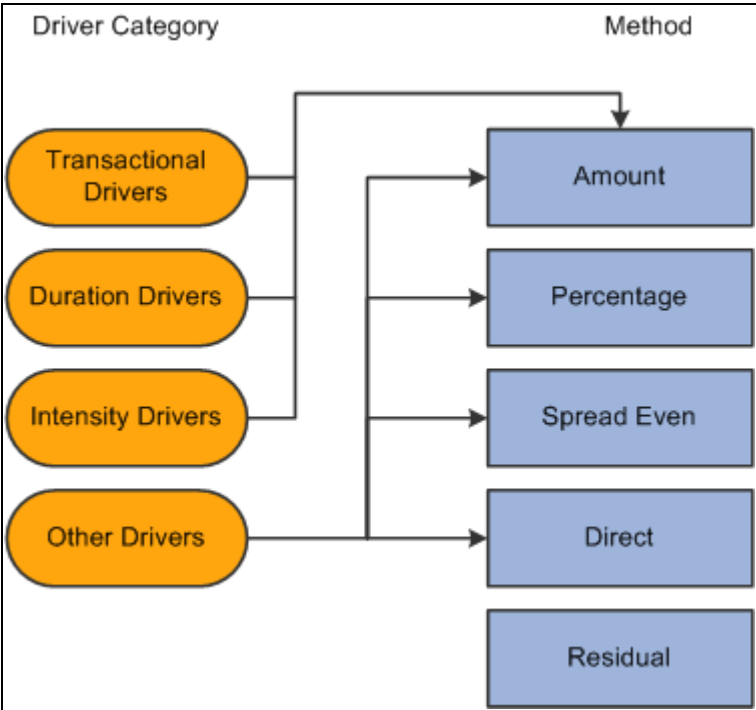 Driver Category
Method
Transactional
Drivers
Amount
Duration Drivers
Percentage
Intensity Drivers
Spread Even
Other Drivers
Direct
Residual